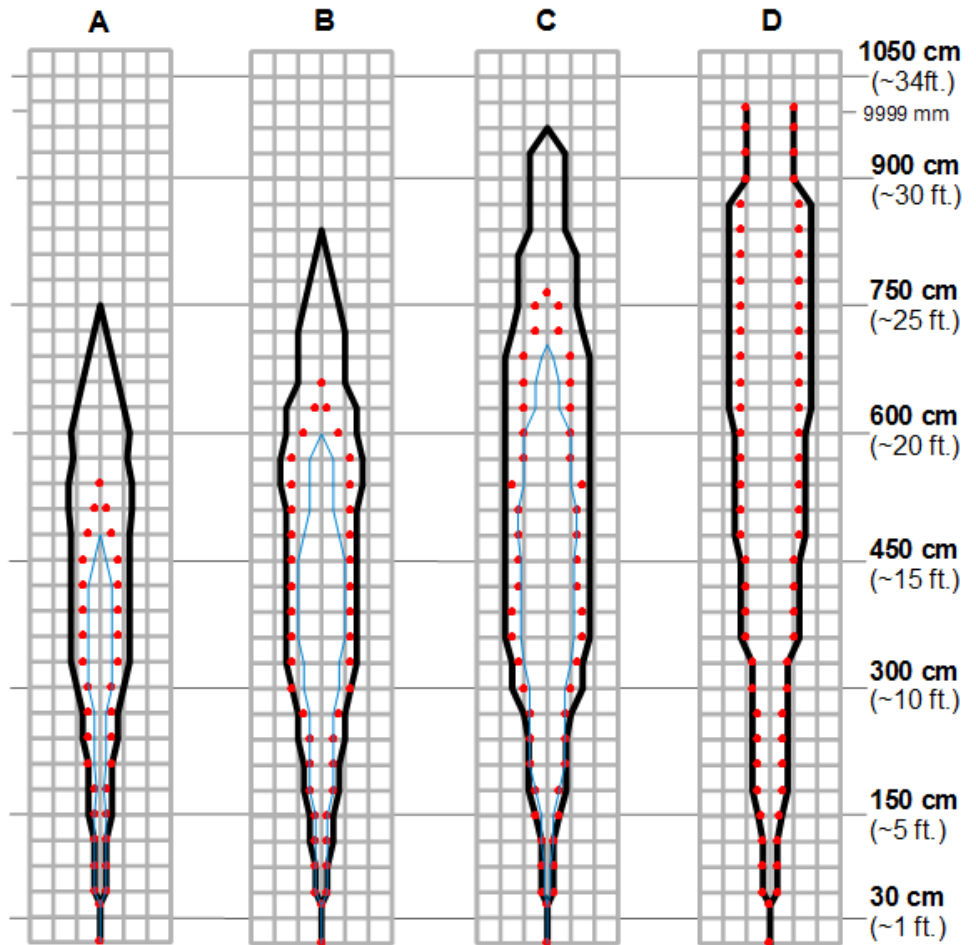 A
B
C
D
1050 cm
(~34ft.)
9999 mm
900 cm
(~30 ft.)
750 cm
(~25 ft.)
600 cm
(~20 ft.)
450 cm
(~15 ft.)
300 cm
(~10 ft.)
150 cm
(~5 ft.)
30 cm
(~1 ft.)